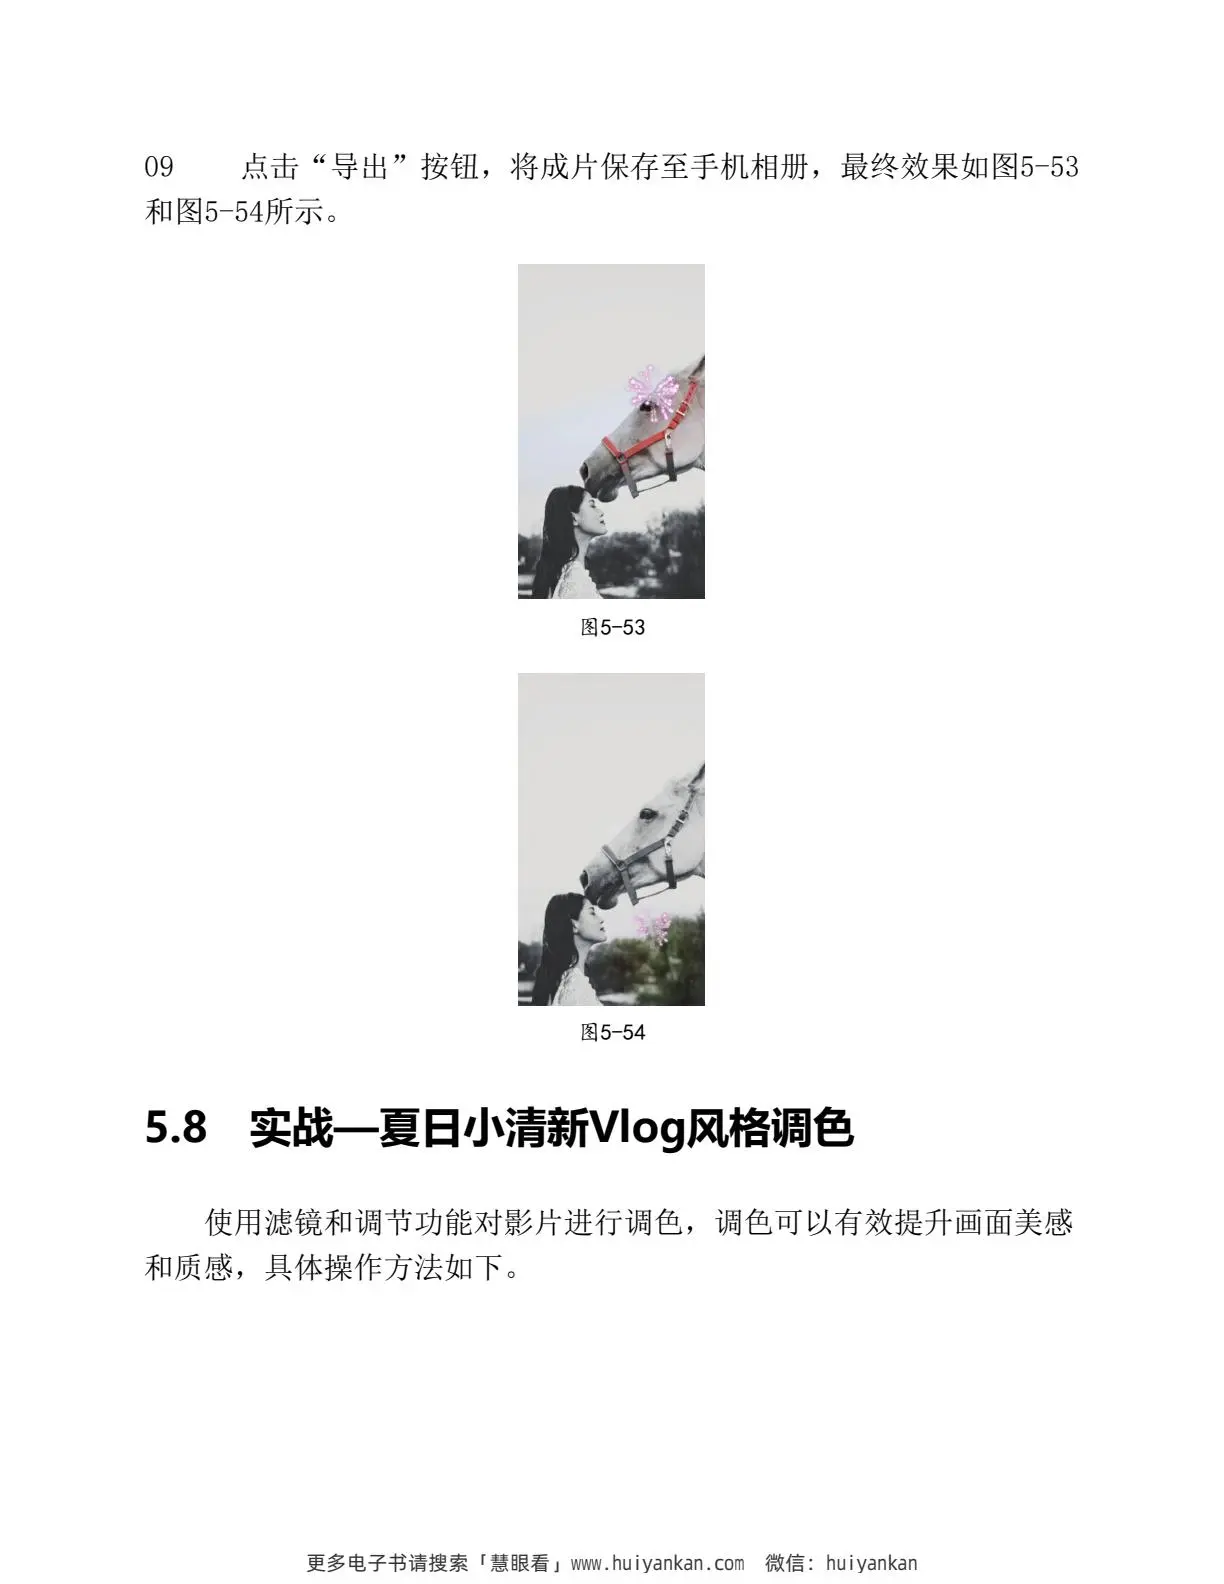 09 点击“导出”按钮，将成片保存至手机相册，最终效果如图5-53
和图5-54所示。
图5-53
图5-54
5.8 实战—夏日小清新Vlog风格调色
使用滤镜和调节功能对影片进行调色，调色可以有效提升画面美感
和质感，具体操作方法如下。
更多电子书请搜索「慧眼看」www.huiyankan.com 微信：huiyankan